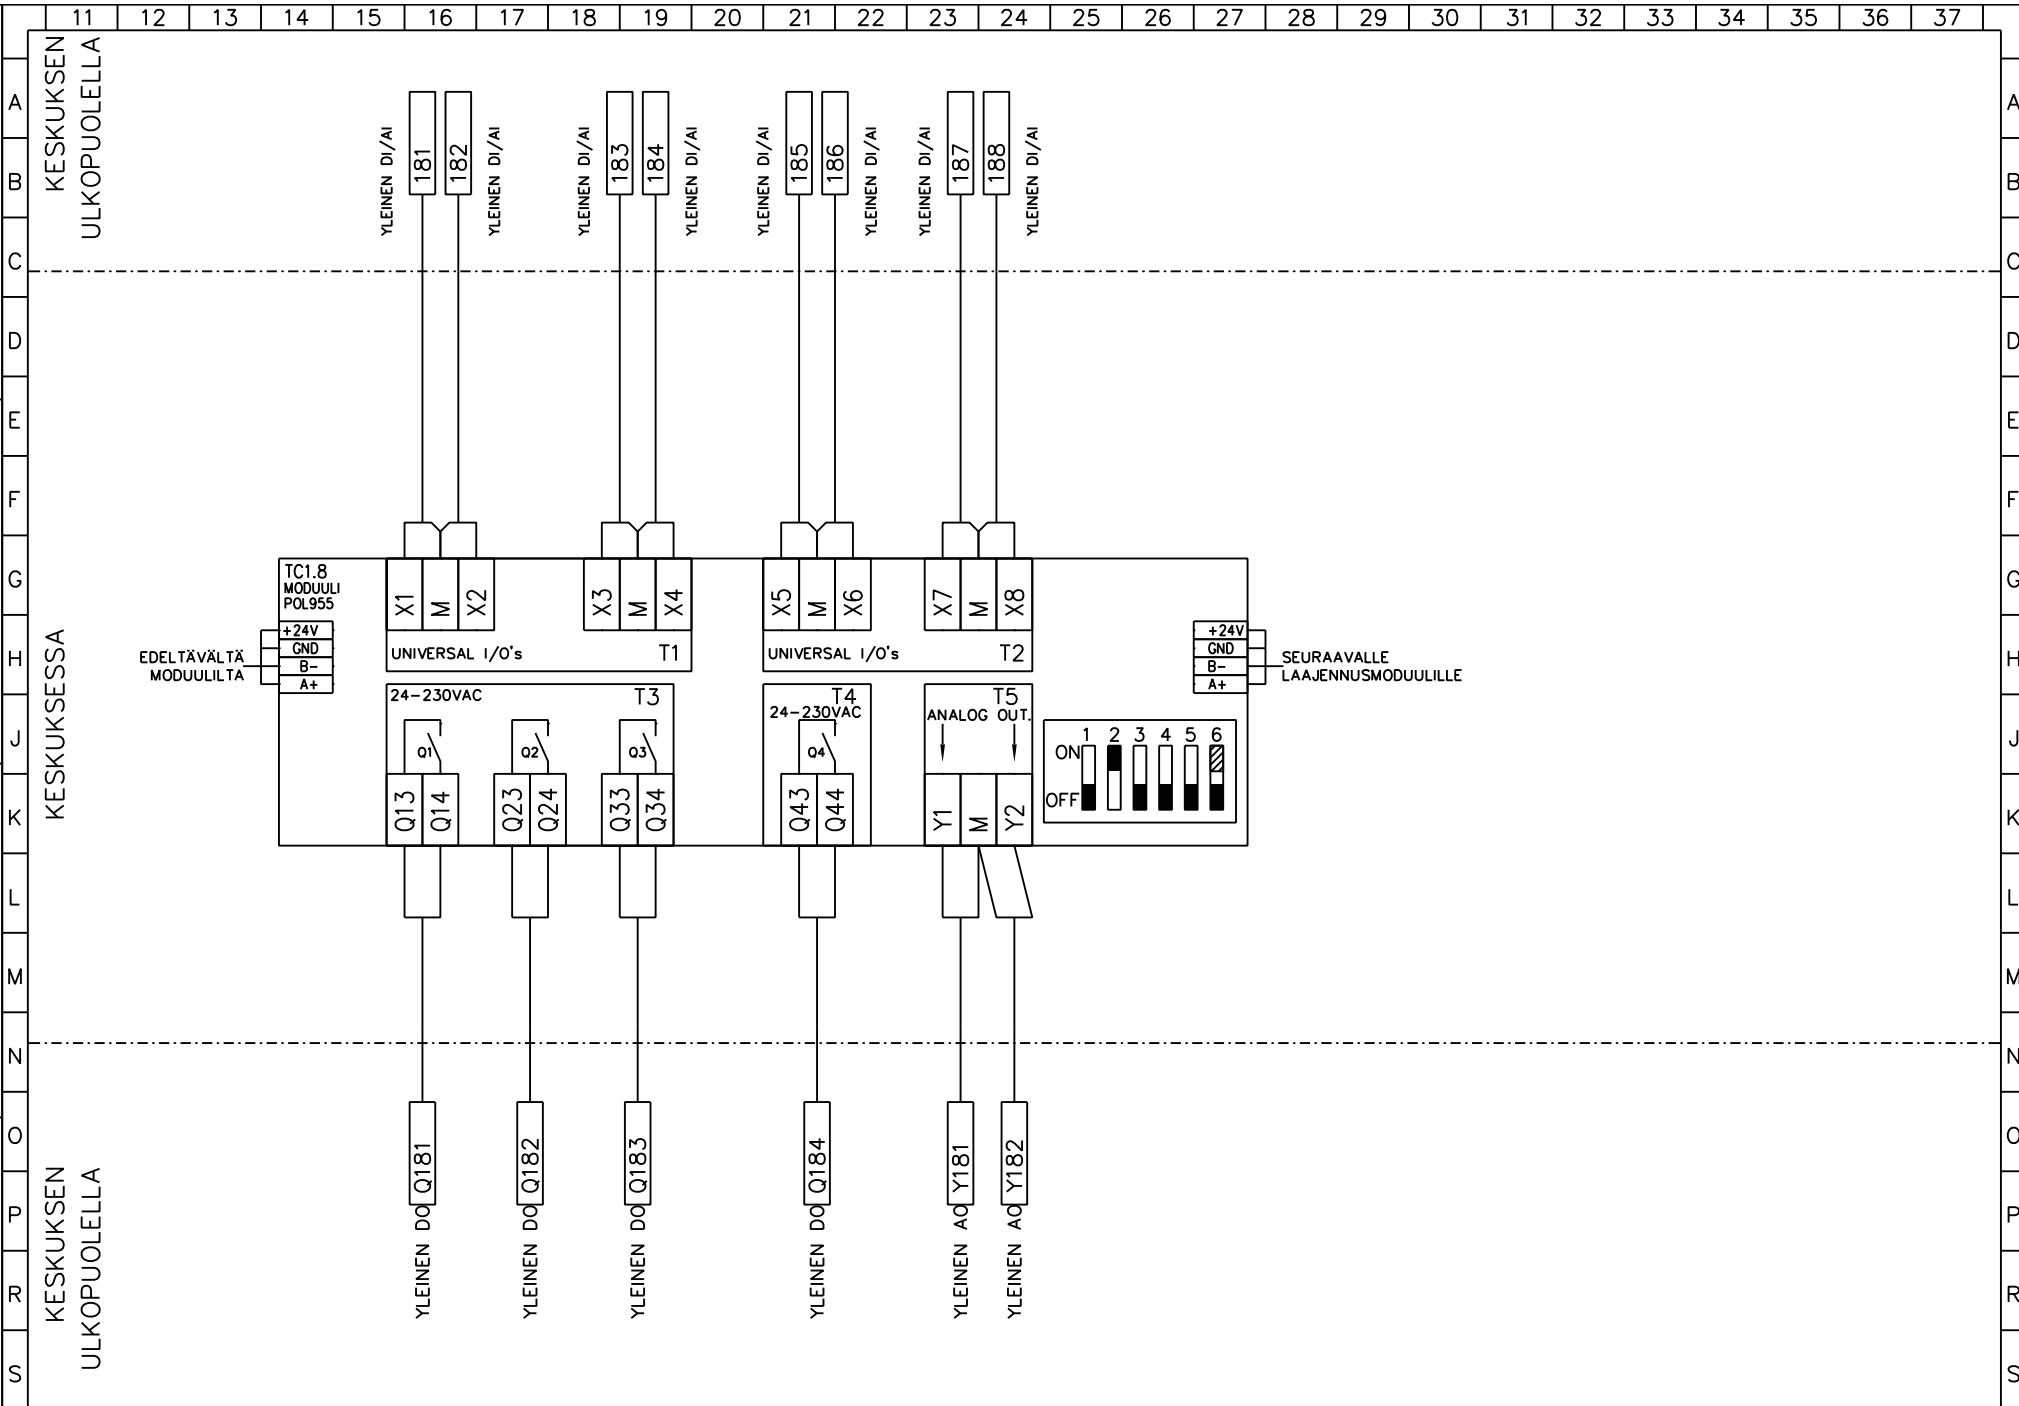 11 12 13 14 15 16 17 18 19 20 21 22 23 24 25 26 27 28 29 30 31 32 33 34 35 36 37
KESKUKSEN
ULKOPUOLELLA
YLEINEN DI/AI
181
182
YLEINEN DI/AI
YLEINEN DI/AI
183
184
YLEINEN DI/AI
YLEINEN DI/AI
185
186
YLEINEN DI/AI
YLEINEN DI/AI
187
188
YLEINEN DI/AI
A A
B B
C C
D D
E E
F F
G G
H H
J J
K K
L L
M M
N N
O O
P P
R R
S S
KESKUKSESSA
TC1.8
MODUULI
POL955
X1 M X2
X3 M X4
X5 M X6
X7 M X8
UNIVERSAL I/O's T1
UNIVERSAL I/O's T2
EDELTÄVÄLTÄ
MODUULILTA
+24V
GND
B-
A+
+24V
GND
B-
A+
SEURAAVALLE
LAAJENNUSMODUULILLE
24-230VAC T3
Q1
Q2
Q3
T4
24-230VAC
Q4
T5
ANALOG OUT.
1 2 3 4 5 6
ON
OFF
Q13 Q14
Q23 Q24
Q33 Q34
Q43 Q44
Y1 M Y2
KESKUKSEN
ULKOPUOLELLA
YLEINEN DO Q181
YLEINEN DO Q182
YLEINEN DO Q183
YLEINEN DO Q184
YLEINEN AO Y181
YLEINEN AO Y182